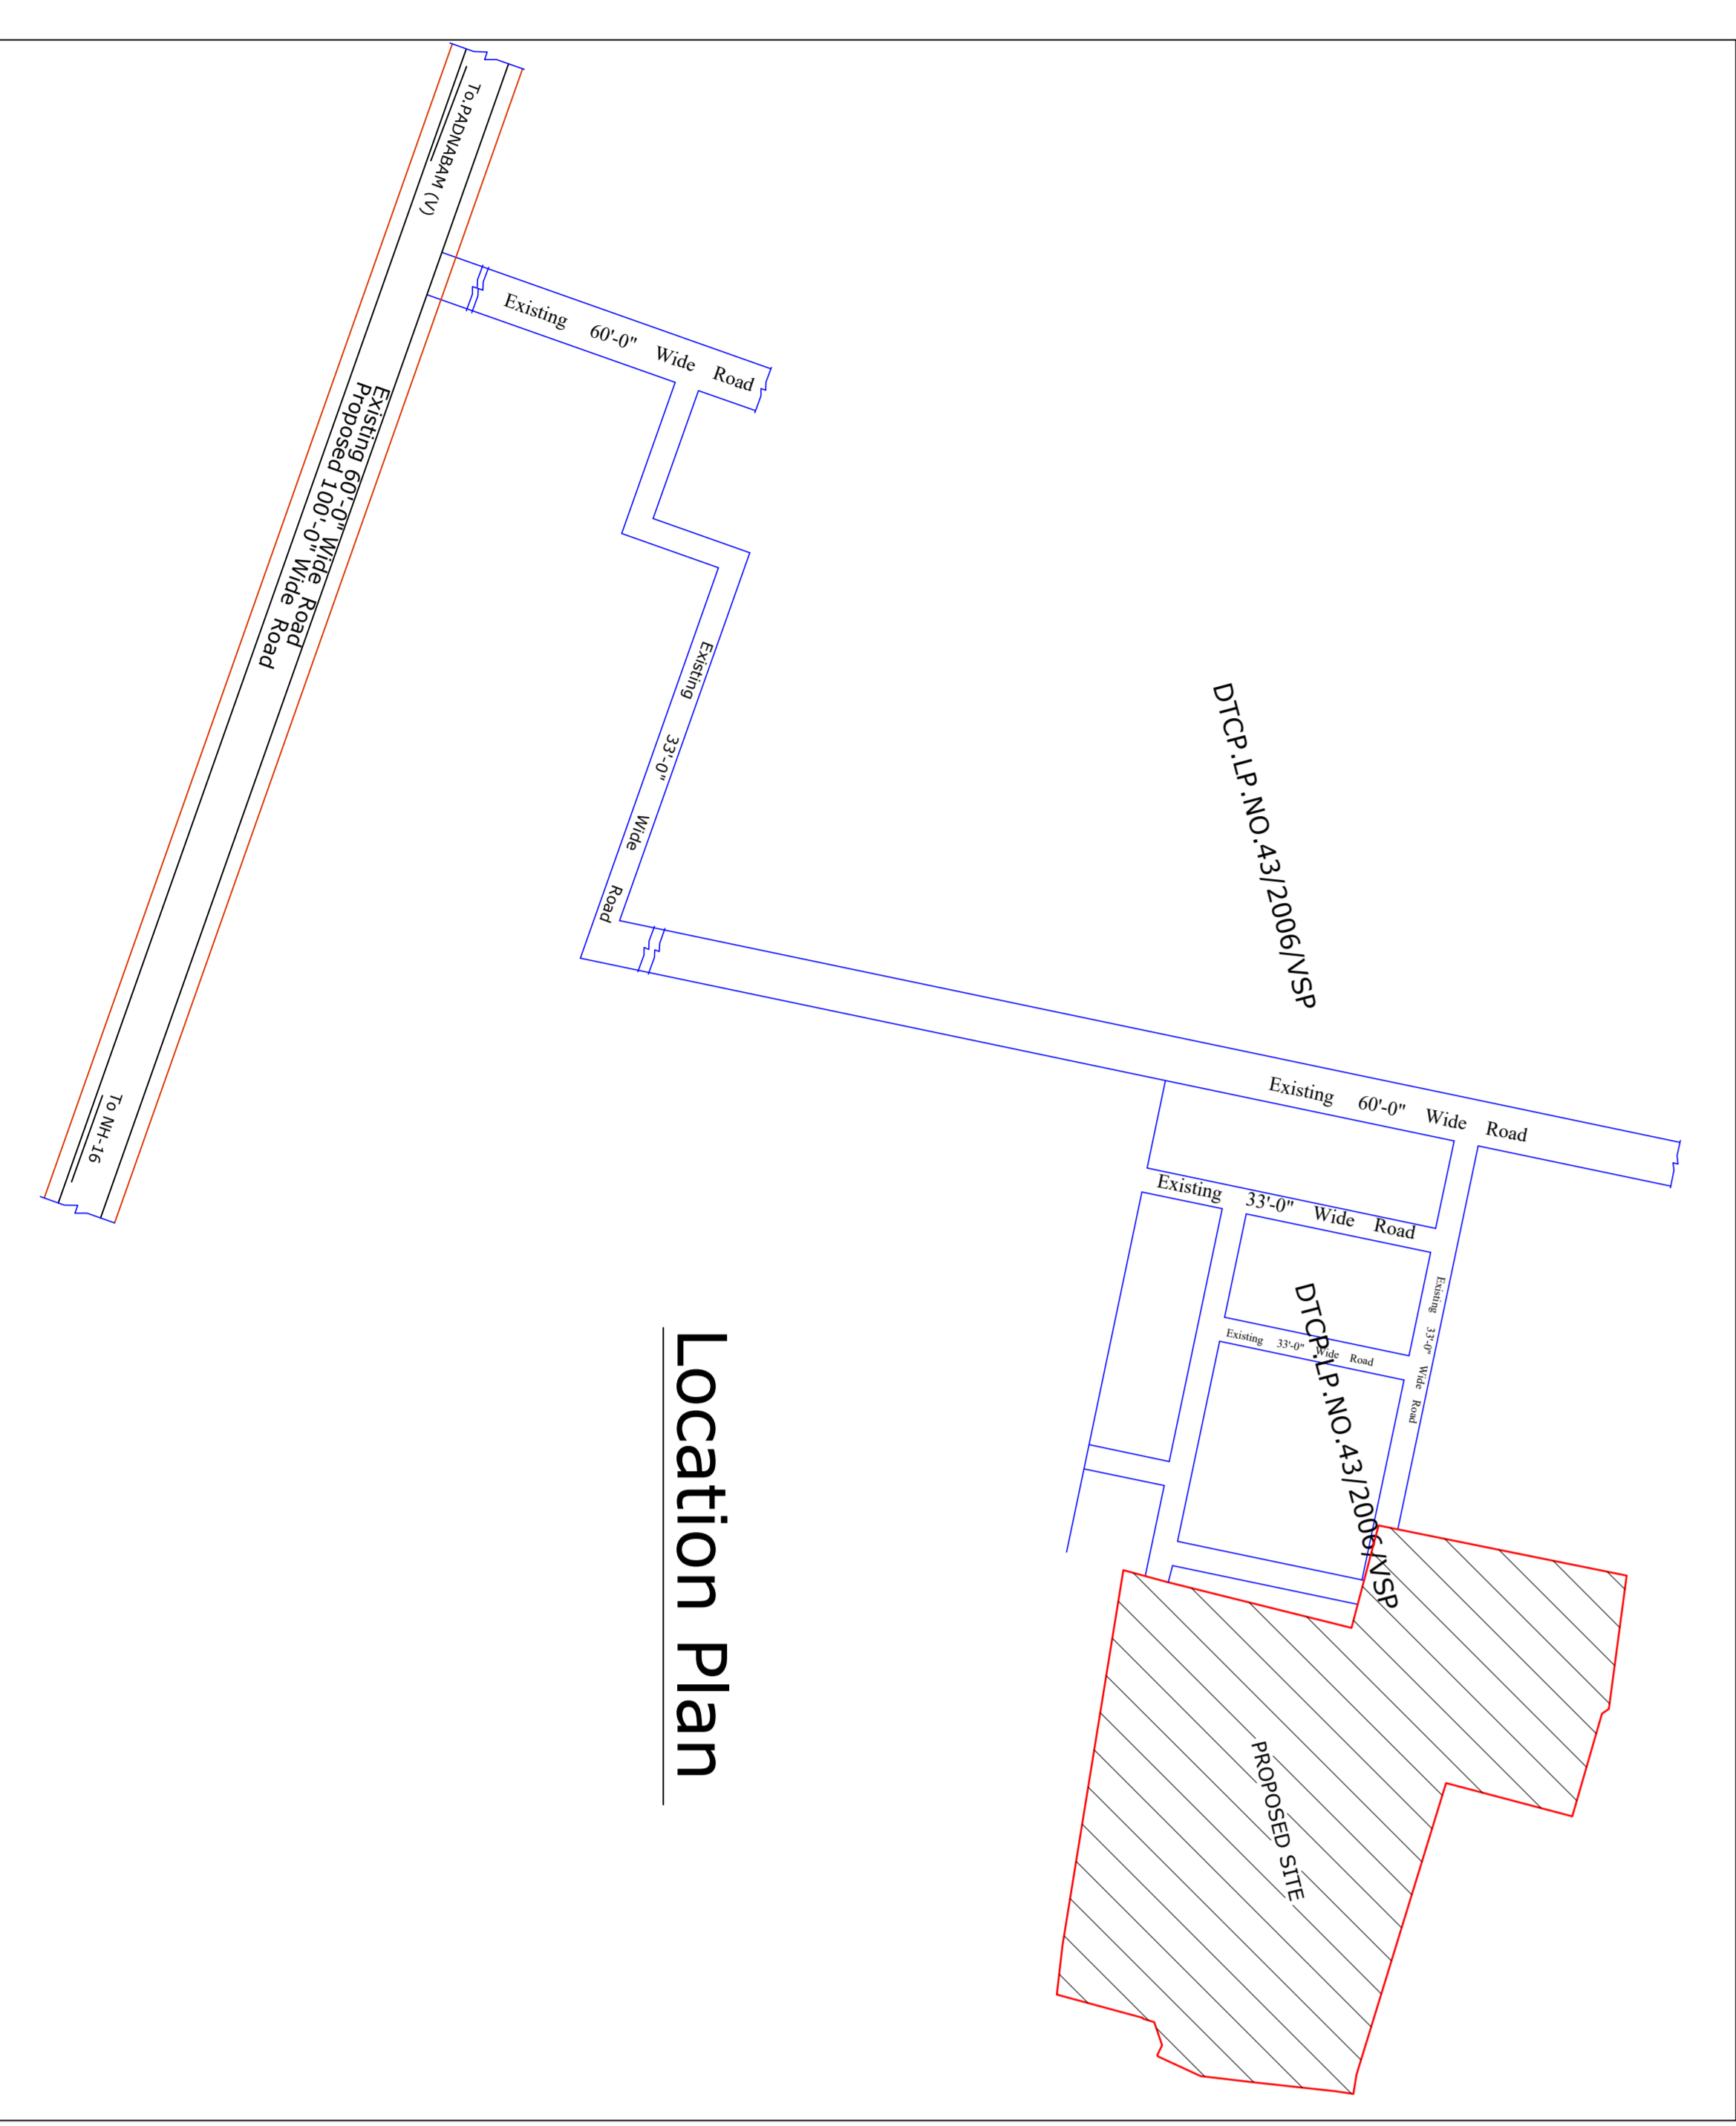 To.PADNABAM (V)
Existing 60'-0" Wide Road
Existing 60'-0" Wide Road
Proposed 100'-0" Wide Road
Existing 33'-0" Wide Road
DTCP.LP.NO.43/2006/VSP
Existing 60'-0" Wide Road
To NH-16
Existing 33'-0" Wide Road
Existing 33'-0" Wide Road
Existing 33'-0" Wide Road
DTCP.LP.NO.43/2006/VSP
Location Plan
PROPOSED SITE